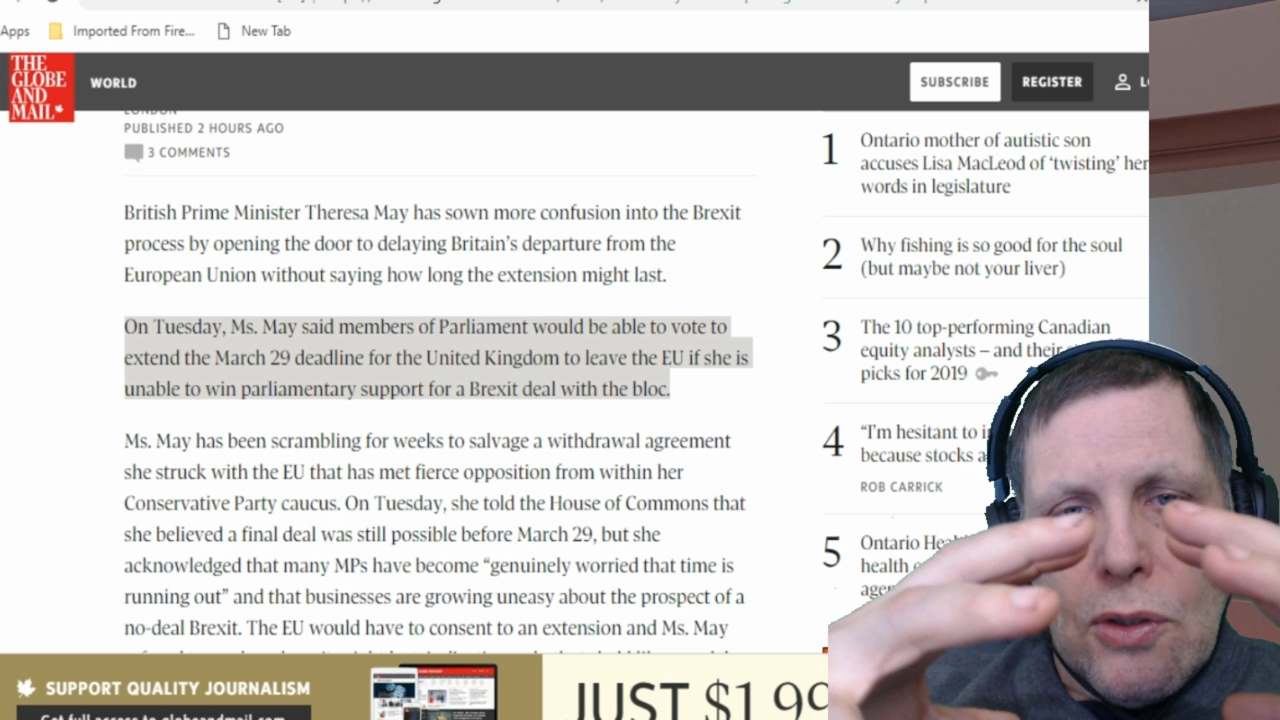 Apps
Imported From Fire...
New Tab
THE
GLOBE
AND
MAIL
WORLD
SUBSCRIBE
REGISTER
LONDON
PUBLISHED 2 HOURS AGO
3 COMMENTS
British Prime Minister Theresa May has sown more confusion into the Brexit
process by opening the door to delaying Britain's departure from the
European Union without saying how long the extension might last.
On Tuesday, Ms. May said members of Parliament would be able to vote to
extend the March 29 deadline for the United Kingdom to leave the EU if she is
unable to win parliamentary support for a Brexit deal with the bloc.
Ms. May has been scrambling for weeks to salvage a withdrawal agreement
she struck with the EU that has met fierce opposition from within her
Conservative Party caucus. On Tuesday, she told the House of Commons that
she believed a final deal was still possible before March 29, but she
acknowledged that many MPs have become “genuinely worried that time is
running out” and that businesses are growing uneasy about the prospect of a
no-deal Brexit. The EU would have to consent to an extension and Ms. May
1
Ontario mother of autistic son
accuses Lisa MacLeod of ‘twisting’ her
words in legislature
2
Why fishing is so good for the soul
(but maybe not your liver)
3
The 10 top-performing Canadian
equity analysts – and their
picks for 2019
4
“I'm hesitant to
because stocks
ROB CARRICK
5
Ontario
health
SUPPORT QUALITY JOURNALISM
Get full access to globeandmail.com
JUST $1.99